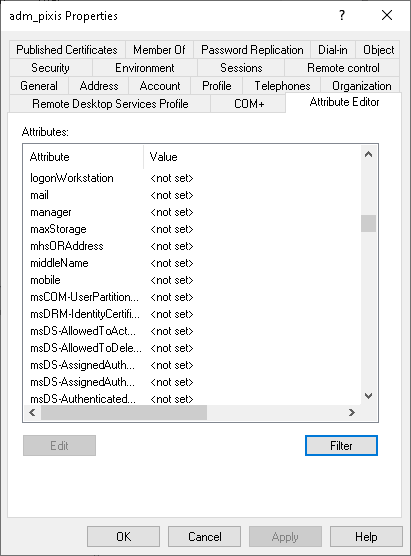 adm_pixis Properties
Published Certificates Member Of Password Replication Dial-in Object
Security Environment Sessions Remote control
General Address Account Profile Telephones Organization
Remote Desktop Services Profile COM+ Attribute Editor
Attributes:
Attribute Value
logonWorkstation <not set>
mail <not set>
manager <not set>
maxStorage <not set>
mhsORAddress <not set>
middleName <not set>
mobile <not set>
msCOM-UserPartition... <not set>
msDRM-IdentityCertifi... <not set>
msDS-AllowedToAct... <not set>
msDS-AllowedToDele... <not set>
msDS-AssignedAuth... <not set>
msDS-AssignedAuth... <not set>
msDS-Authenticated... <not set>
Edit Filter
OK Cancel Apply Help